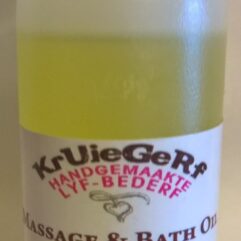 KrUieGeRf
HANDGEMAAKTE
LYF-BEDERF
MASSAGE & BATH OIL